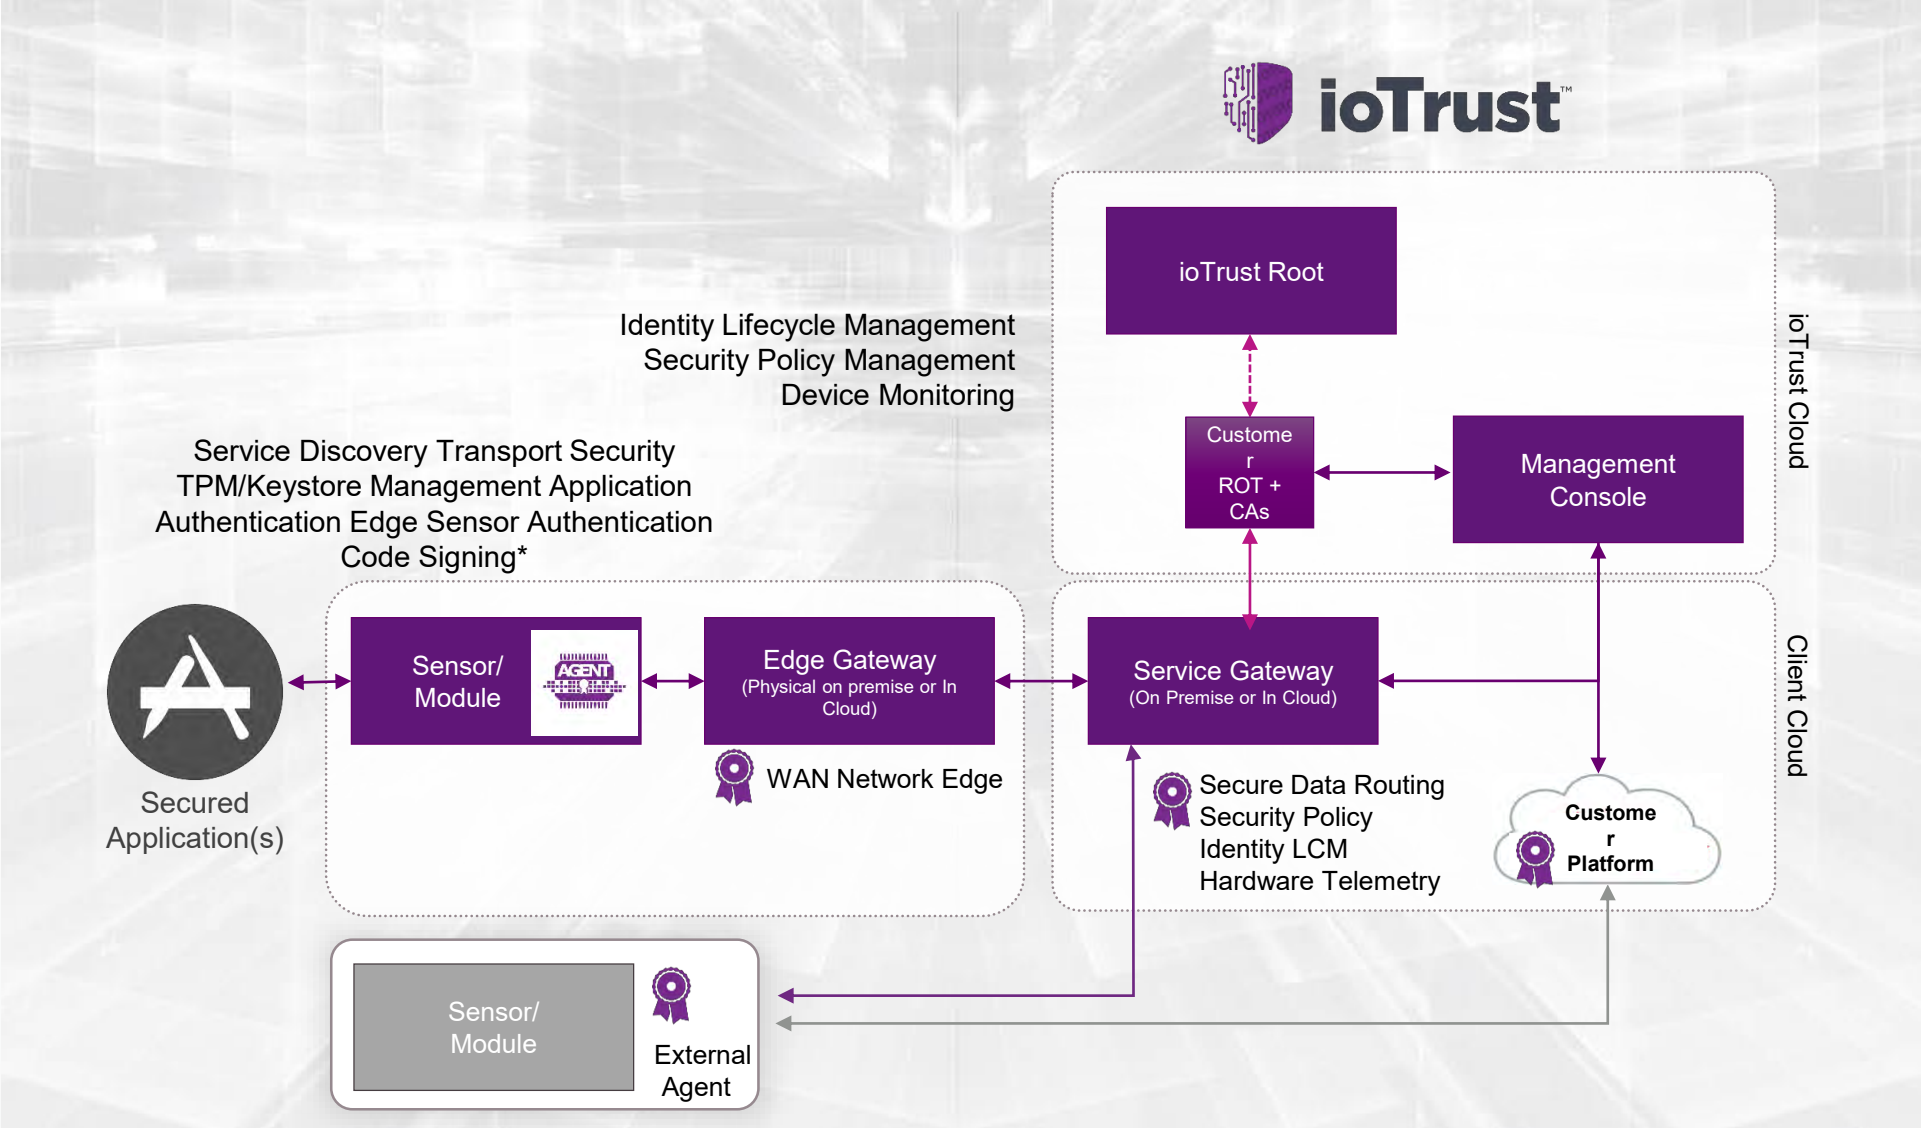 ioTrust™
ioTrust Root
ioTrust Cloud
Identity Lifecycle Management
Security Policy Management
Device Monitoring
Custome
r
ROT +
CAs
Management
Console
Service Discovery Transport Security
TPM/Keystore Management Application
Authentication Edge Sensor Authentication
Code Signing*
Secured
Application(s)
Sensor/
Module
AGENT
Edge Gateway
(Physical on premise or In
Cloud)
WAN Network Edge
Service Gateway
(On Premise or In Cloud)
Client Cloud
Secure Data Routing
Security Policy
Identity LCM
Hardware Telemetry
Custome
r
Platform
Sensor/
Module
External
Agent